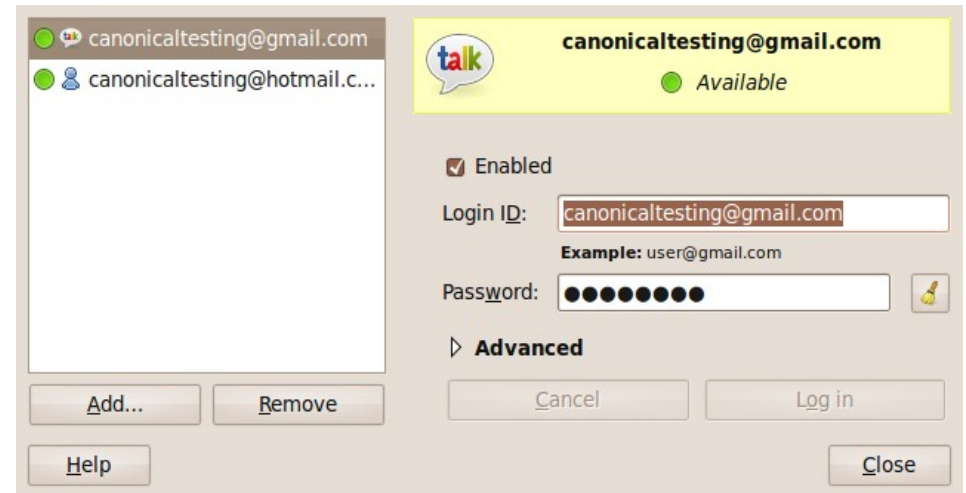 canonicaltesting@gmail.com
canonicaltesting@hotmail.c...
Add...
Remove
Help
talk
canonicaltesting@gmail.com
Available
Enabled
Login ID:
canonicaltesting@gmail.com
Example: user@gmail.com
Password: ●●●●●●●●
Advanced
Cancel
Log in
Close